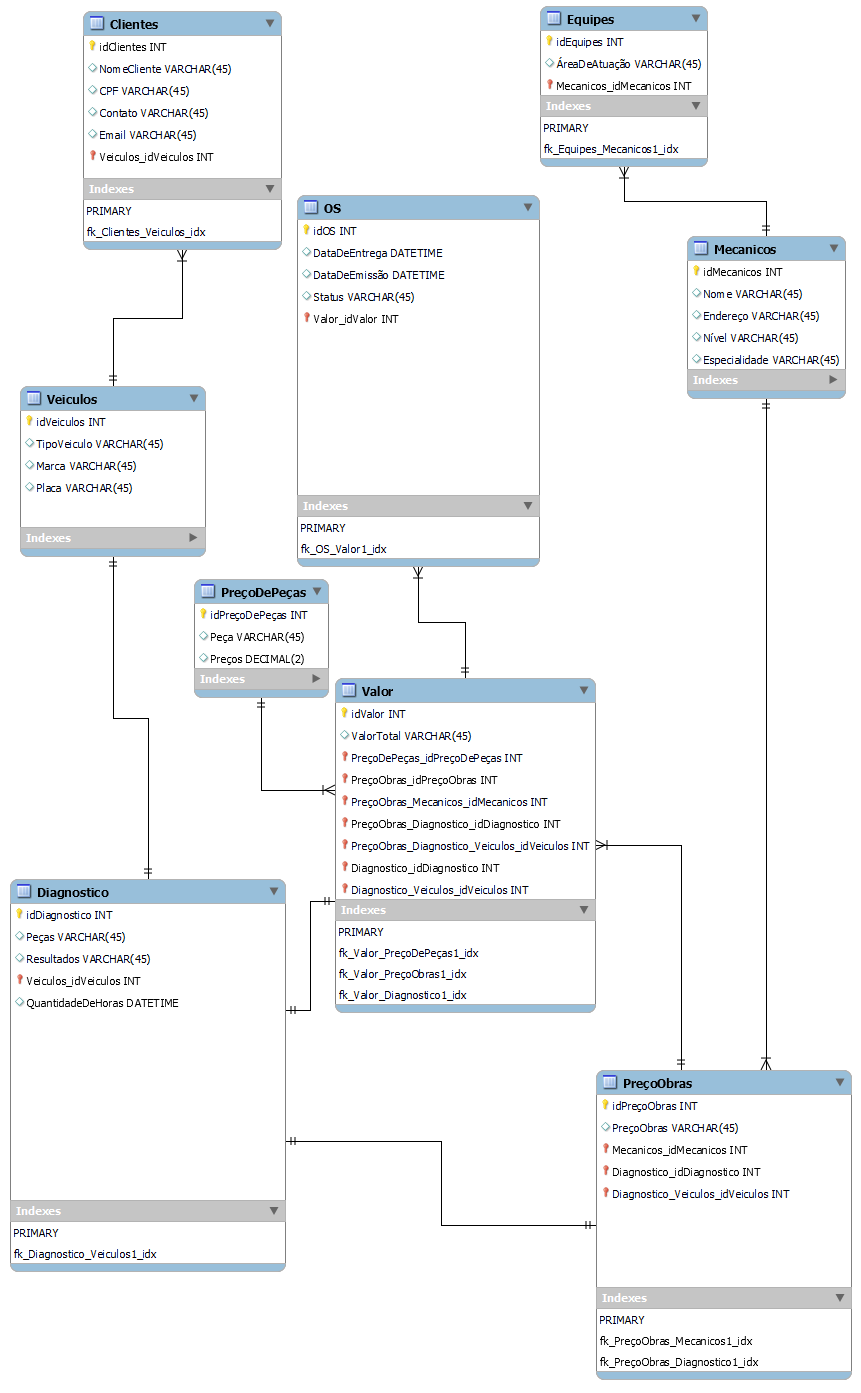 Clientes
idClientes INT
NomeCliente VARCHAR(45)
CPF VARCHAR(45)
Contato VARCHAR(45)
Email VARCHAR(45)
Veiculos_idVeiculos INT
Indexes
PRIMARY
fk_Clientes_Veiculos_idx
Equipes
idEquipes INT
ÁreaDeAtuação VARCHAR(45)
Mecanicos_idMecanicos INT
Indexes
PRIMARY
fk_Equipes_Mecanicos1_idx
OS
idOS INT
DataDeEntrega DATETIME
DataDeEmissão DATETIME
Status VARCHAR(45)
Valor_idValor INT
Indexes
PRIMARY
fk_OS_Valor1_idx
Mecanicos
idMecanicos INT
Nome VARCHAR(45)
Endereço VARCHAR(45)
Nível VARCHAR(45)
Especialidade VARCHAR(45)
Indexes
Veiculos
idVeiculos INT
TipoVeiculo VARCHAR(45)
Marca VARCHAR(45)
Placa VARCHAR(45)
Indexes
PreçoDePeças
idPreçoDePeças INT
Peça VARCHAR(45)
Preços DECIMAL(2)
Indexes
Valor
idValor INT
ValorTotal VARCHAR(45)
PreçoDePeças_idPreçoDePeças INT
PreçoObras_idPreçoObras INT
PreçoObras_Mecanicos_idMecanicos INT
PreçoObras_Diagnostico_idDiagnostico INT
PreçoObras_Diagnostico_Veiculos_idVeiculos INT
Diagnostico_idDiagnostico INT
Diagnostico_Veiculos_idVeiculos INT
Indexes
PRIMARY
fk_Valor_PreçoDePeças1_idx
fk_Valor_PreçoObras1_idx
fk_Valor_Diagnostico1_idx
Diagnostico
idDiagnostico INT
Peças VARCHAR(45)
Resultados VARCHAR(45)
Veiculos_idVeiculos INT
QuantidadeDeHoras DATETIME
Indexes
PRIMARY
fk_Diagnostico_Veiculos1_idx
PreçoObras
idPreçoObras INT
PreçoObras VARCHAR(45)
Mecanicos_idMecanicos INT
Diagnostico_idDiagnostico INT
Diagnostico_Veiculos_idVeiculos INT
Indexes
PRIMARY
fk_PreçoObras_Mecanicos1_idx
fk_PreçoObras_Diagnostico1_idx